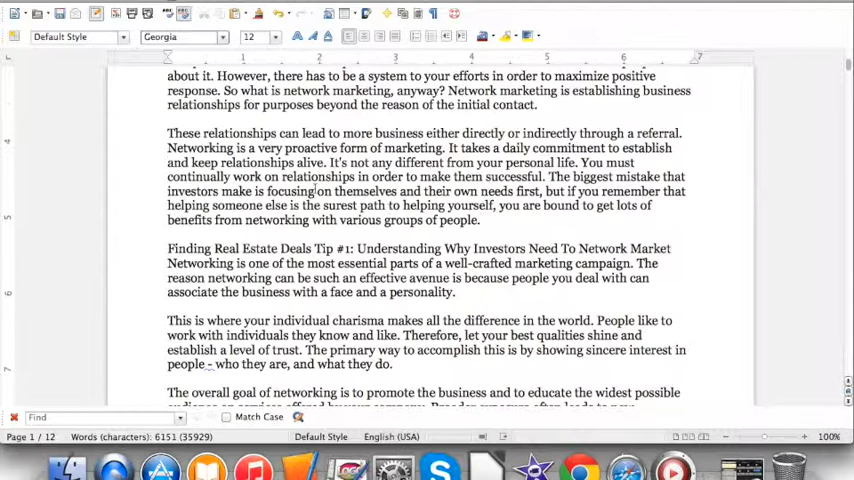 Default Style
Georgia
12
1 2 3 4 5 6 7
about it. However, there has to be a system to your efforts in order to maximize positive
response. So what is network marketing, anyway? Network marketing is establishing business
relationships for purposes beyond the reason of the initial contact.
These relationships can lead to more business either directly or indirectly through a referral.
Networking is a very proactive form of marketing. It takes a daily commitment to establish
and keep relationships alive. It's not any different from your personal life. You must
continually work on relationships in order to make them successful. The biggest mistake that
investors make is focusing on themselves and their own needs first, but if you remember that
helping someone else is the surest path to helping yourself, you are bound to get lots of
benefits from networking with various groups of people.
Finding Real Estate Deals Tip #1: Understanding Why Investors Need To Network Market
Networking is one of the most essential parts of a well-crafted marketing campaign. The
reason networking can be such an effective avenue is because people you deal with can
associate the business with a face and a personality.
This is where your individual charisma makes all the difference in the world. People like to
work with individuals they know and like. Therefore, let your best qualities shine and
establish a level of trust. The primary way to accomplish this is by showing sincere interest in
people - who they are, and what they do.
The overall goal of networking is to promote the business and to educate the widest possible
4
5
6
7
Find
Match Case
Page 1 / 12 Words (characters): 6151 (35929) Default Style English (USA) 100%